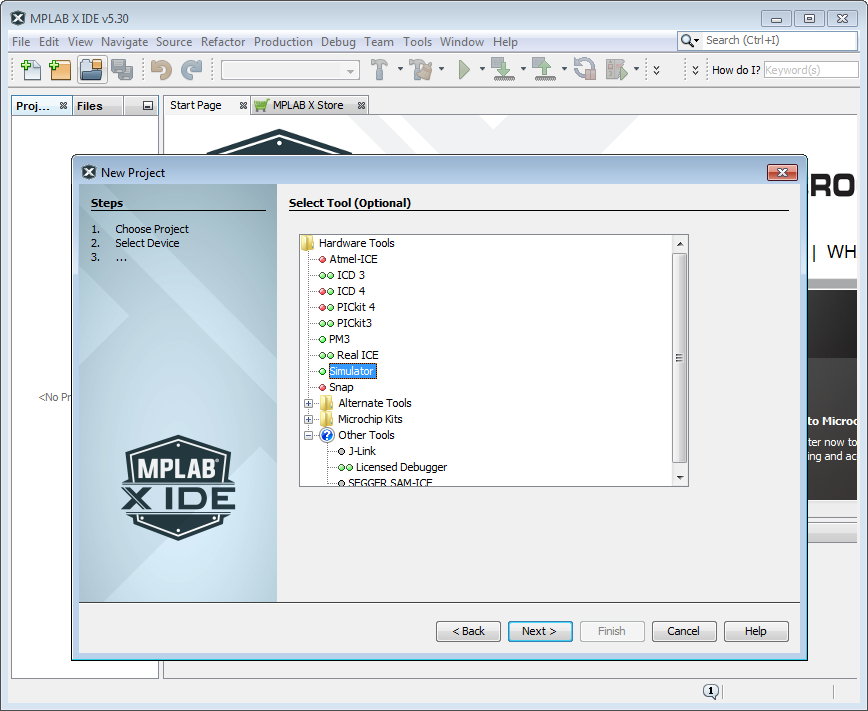 MPLAB X IDE v5.30
File Edit View Navigate Source Refactor Production Debug Team Tools Window Help
Search (Ctrl+I)
How do I? Keyword(s)
Proj... Files
Start Page MPLAB X Store
RO
| WH
New Project
Steps
1. Choose Project
2. Select Device
3. ...
Select Tool (Optional)
Hardware Tools
Atmel-ICE
ICD 3
ICD 4
PICkit 4
PICkit3
PM3
Real ICE
Simulator
Snap
Alternate Tools
Microchip Kits
Other Tools
J-Link
Licensed Debugger
SEGGER SAM-ICE
<No Pr
to Microc
ter now to
ing and ac
MPLAB
X IDE
< Back Next > Finish Cancel Help
1